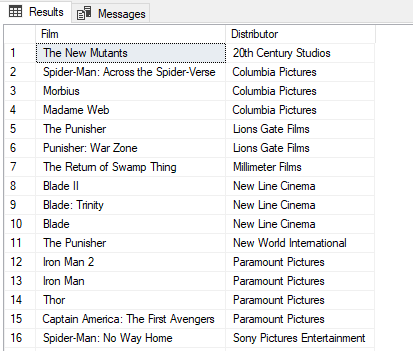 Results Messages
Film Distributor
1 The New Mutants 20th Century Studios
2 Spider-Man: Across the Spider-Verse Columbia Pictures
3 Morbius Columbia Pictures
4 Madame Web Columbia Pictures
5 The Punisher Lions Gate Films
6 Punisher: War Zone Lions Gate Films
7 The Return of Swamp Thing Millimeter Films
8 Blade II New Line Cinema
9 Blade: Trinity New Line Cinema
10 Blade New Line Cinema
11 The Punisher New World International
12 Iron Man 2 Paramount Pictures
13 Iron Man Paramount Pictures
14 Thor Paramount Pictures
15 Captain America: The First Avengers Paramount Pictures
16 Spider-Man: No Way Home Sony Pictures Entertainment